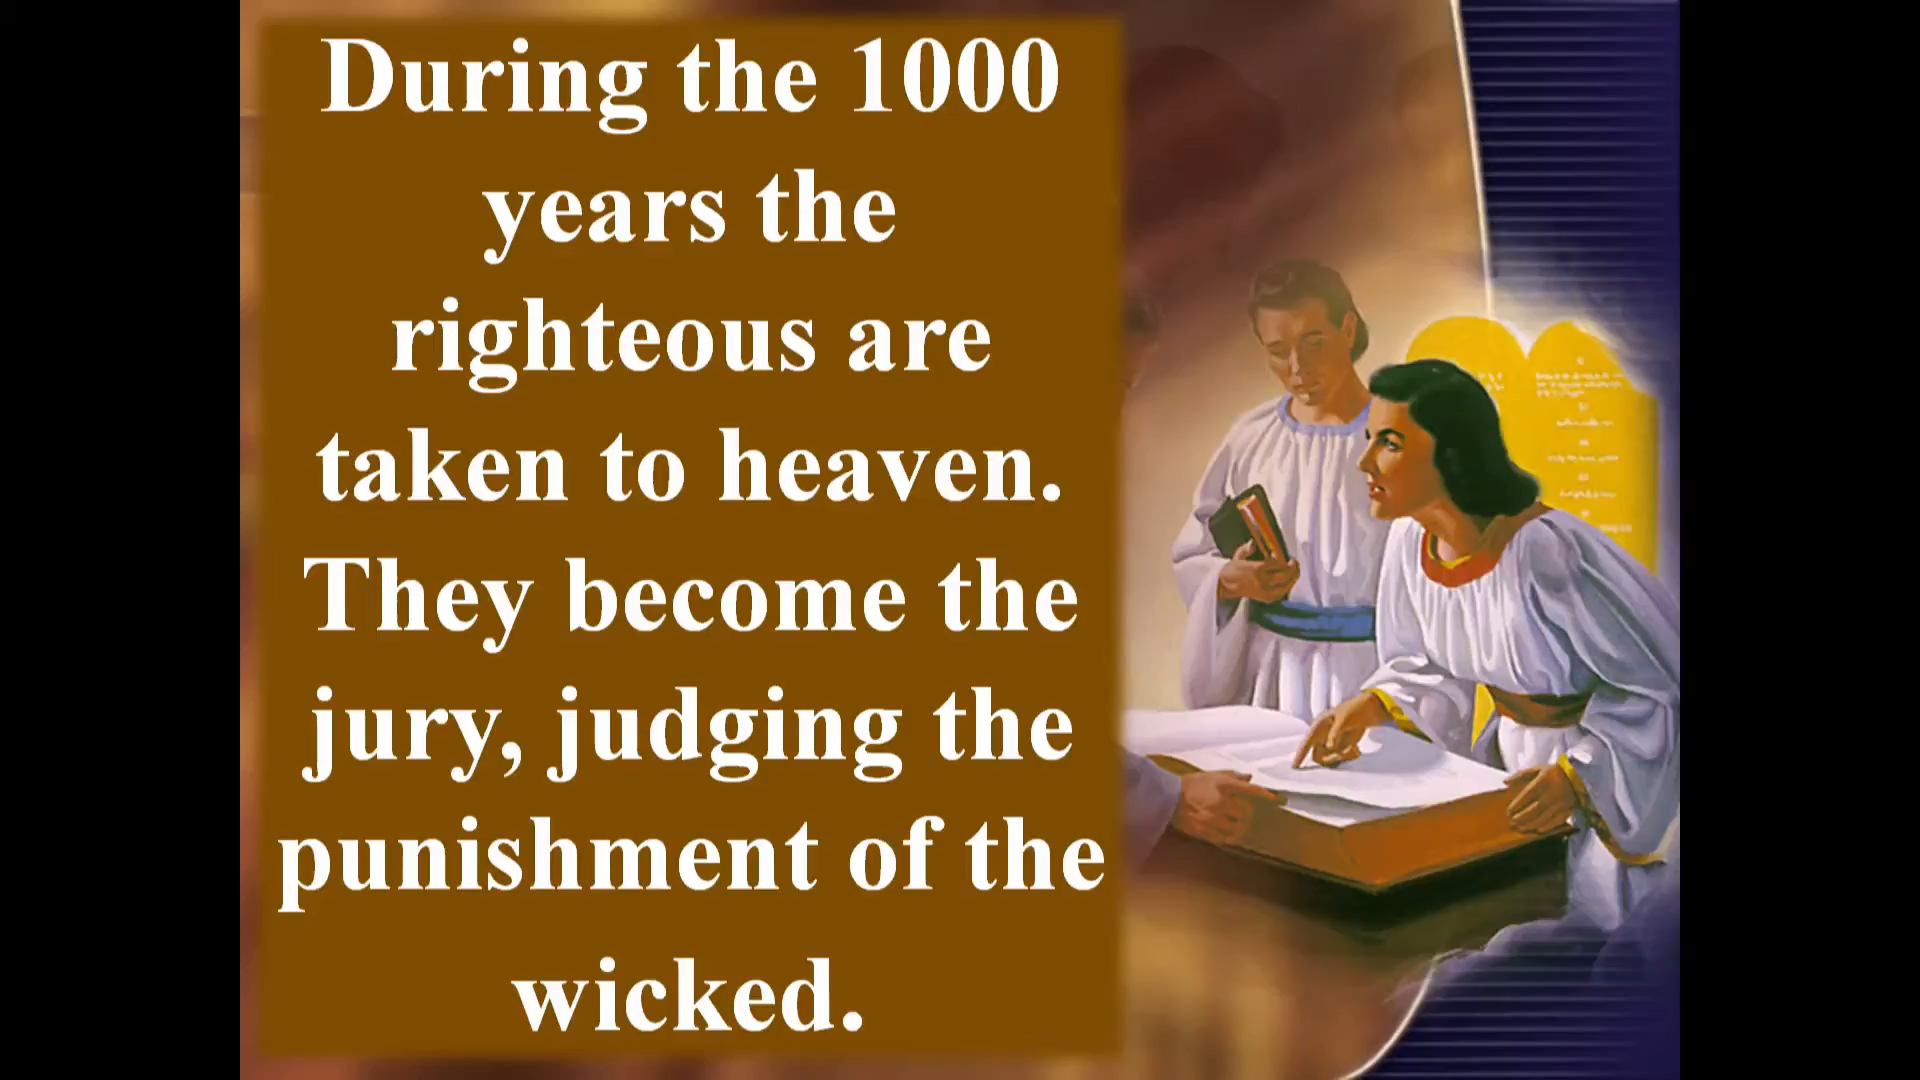 During the 1000
years the
righteous are
taken to heaven.
They become the
jury, judging the
punishment of the
wicked.